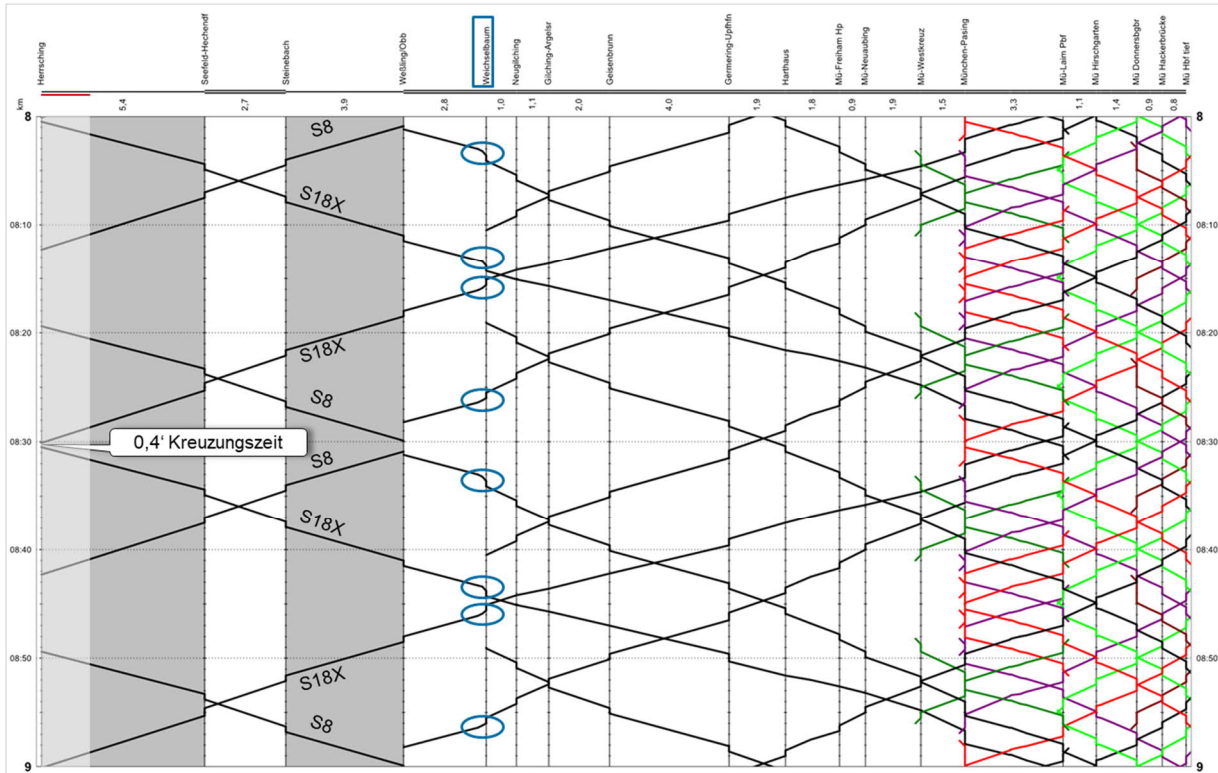 Herrsching
Seefeld-Hechendf
Steinebach
Weßling/Obb
Weichselbaum
Neugilching
Gilching-Argelsr
Geisenbrunn
Germering-Upfhfn
Harthaus
Mü-Freiham Hp
Mü-Neuaubing
Mü-Westkreuz
München-Pasing
Mü-Laim Pbf
Mü Hirschgarten
Mü Donnersbgbr
Mü Hackerbrücke
Mü Hbf tief
km
5,4
2,7
3,9
2,8
1,0
1,1
2,0
4,0
1,9
1,8
0,9
1,9
1,5
3,3
1,1
1,4
0,9
0,8
8
8
S8
S18X
08:10
08:10
08:20
08:20
S18X
S8
08:30
08:30
0,4‘ Kreuzungszeit
S8
S18X
08:40
08:40
08:50
08:50
S18X
S8
9
9